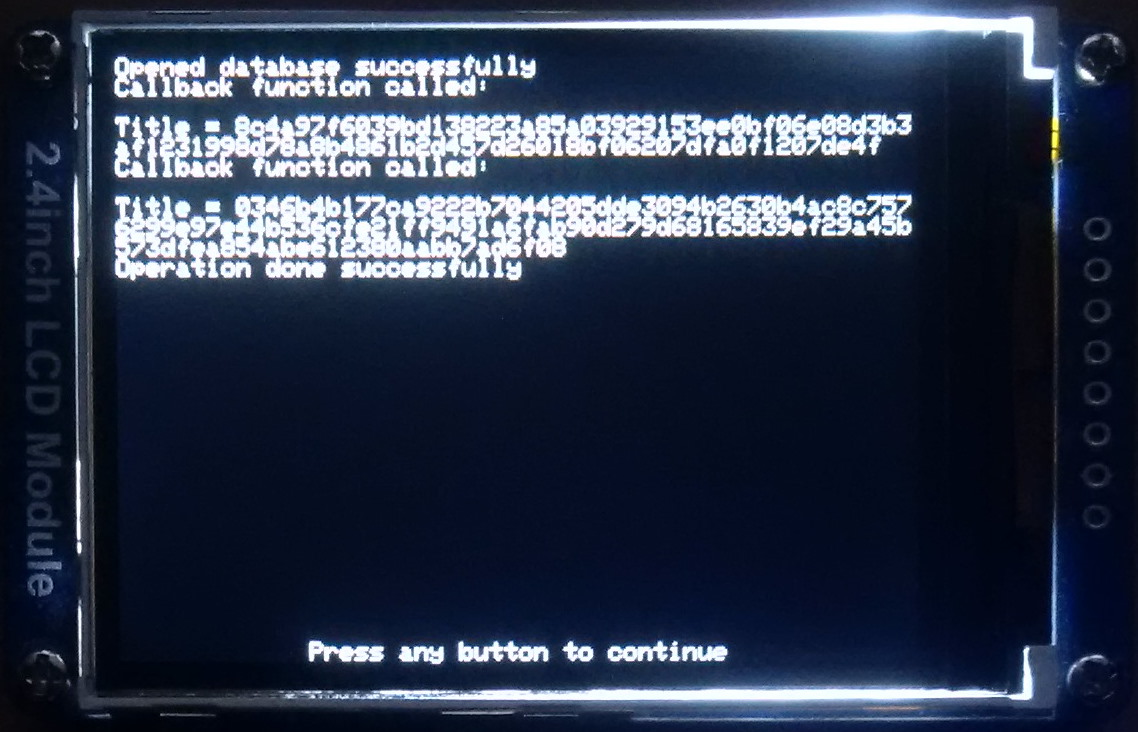 Opened database successfully
Callback function called:
Title = 8c4a97f6039bd138223a85a03929153ee0bf06e08d3b3
af1231998d78a8b4861b2d457d26018bf06207dfa0f1207de4f
Callback function called:
Title = 0346b4b177ca9222b7044205dde3094b2630b4ac8c757
6299e97e44b536cfe21ff9491a6fab90d279d68165839ef29a45b
573dfea854abe612380aabb7ad6f08
Operation done successfully
Press any button to continue
2.4inch LCD Module